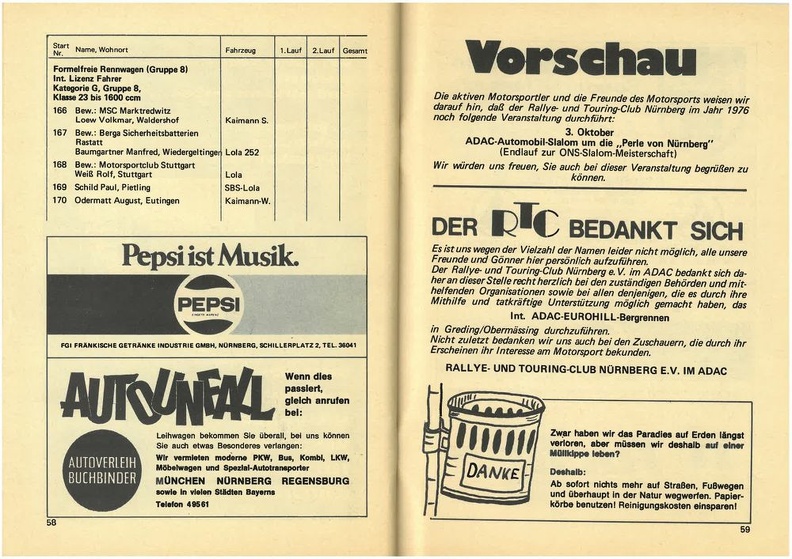 Start Nr. Name, Wohnort Fahrzeug 1.Lauf 2.Lauf Gesamt
Formelfreie Rennwagen (Gruppe 8)
Int. Lizenz Fahrer
Kategorie G, Gruppe 8,
Klasse 23 bis 1600 ccm
166 Bew.: MSC Marktredwitz
Loew Volkmar, Waldershof Kaimann S.
167 Bew.: Berga Sicherheitsbatterien
Rastatt
Baumgartner Manfred, Wiedergeltingen Lola 252
168 Bew.: Motorsportclub Stuttgart
Weiß Rolf, Stuttgart Lola
169 Schild Paul, Pietling SBS-Lola
170 Odermatt August, Eutingen Kaimann-W.
Pepsi ist Musik.
PEPSI
FGI FRÄNKISCHE GETRÄNKE INDUSTRIE GMBH, NÜRNBERG, SCHILLERPLATZ 2, TEL. 36041
AUTOUNFALL
Wenn dies
passiert,
gleich anrufen
bei:
AUTOVERLEIH
BUCHBINDER
Leihwagen bekommen Sie überall, bei uns können
Sie auch etwas Besonderes verlangen:
Wir vermieten moderne PKW, Bus, Kombi, LKW,
Möbelwagen und Spezial-Autotransporter
MÜNCHEN NÜRNBERG REGENSBURG
sowie in vielen Städten Bayerns
Telefon 49561
58
Vorschau
Die aktiven Motorsportler und die Freunde des Motorsports weisen wir
darauf hin, daß der Rallye- und Touring-Club Nürnberg im Jahr 1976
noch folgende Veranstaltung durchführt:
3. Oktober
ADAC-Automobil-Slalom um die „Perle von Nürnberg"
(Endlauf zur ONS-Slalom-Meisterschaft)
Wir würden uns freuen, Sie auch bei dieser Veranstaltung begrüßen zu
können.
DER RTC BEDANKT SICH
Es ist uns wegen der Vielzahl der Namen leider nicht möglich, alle unsere
Freunde und Gönner hier persönlich aufzuführen.
Der Rallye- und Touring-Club Nürnberg e.V. im ADAC bedankt sich da-
her an dieser Stelle recht herzlich bei den zuständigen Behörden und mit-
helfenden Organisationen sowie bei allen denjenigen, die es durch ihre
Mithilfe und tatkräftige Unterstützung möglich gemacht haben, das
Int. ADAC-EUROHILL-Bergrennen
in Greding/Obermässing durchzuführen.
Nicht zuletzt bedanken wir uns auch bei den Zuschauern, die durch ihr
Erscheinen ihr Interesse am Motorsport bekunden.
RALLYE- UND TOURING-CLUB NÜRNBERG E.V. IM ADAC
DANKE
Zwar haben wir das Paradies auf Erden längst
verloren, aber müssen wir deshalb auf einer
Müllkippe leben?
Deshalb:
Ab sofort nichts mehr auf Straßen, Fußwegen
und überhaupt in der Natur wegwerfen. Papier-
körbe benutzen! Reinigungskosten einsparen!
59